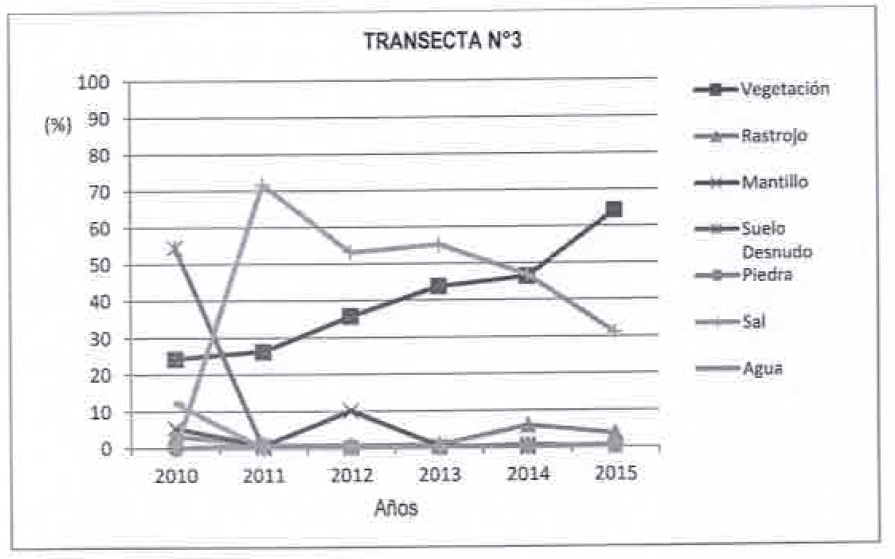 TRANSECTA N°3
(%)
100
90
80
70
60
50
40
30
20
10
0
2010 2011 2012 2013 2014 2015
Años
Vegetación
Rastrojo
Mantillo
Suelo
Desnudo
Piedra
Sal
Agua